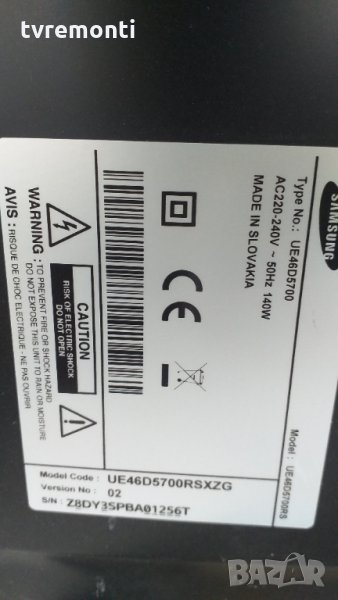 tvremonti
SAMSUNG
Type No.: UE46D5700
AC220-240V ~ 50Hz 140W
MADE IN SLOVAKIA
Model : UE46D5700RS
CE
CAUTION
RISK OF ELECTRIC SHOCK
DO NOT OPEN
WARNING : TO PREVENT FIRE OR SHOCK HAZARD
DO NOT EXPOSE THIS UNIT TO RAIN OR MOISTURE
AVIS : RISQUE DE CHOC ELECTRIQUE - NE PAS OUVRIR
Model Code : UE46D5700RSXZG
Version No : 02
S/N : Z8DY3SPBA01256T
BAZAR